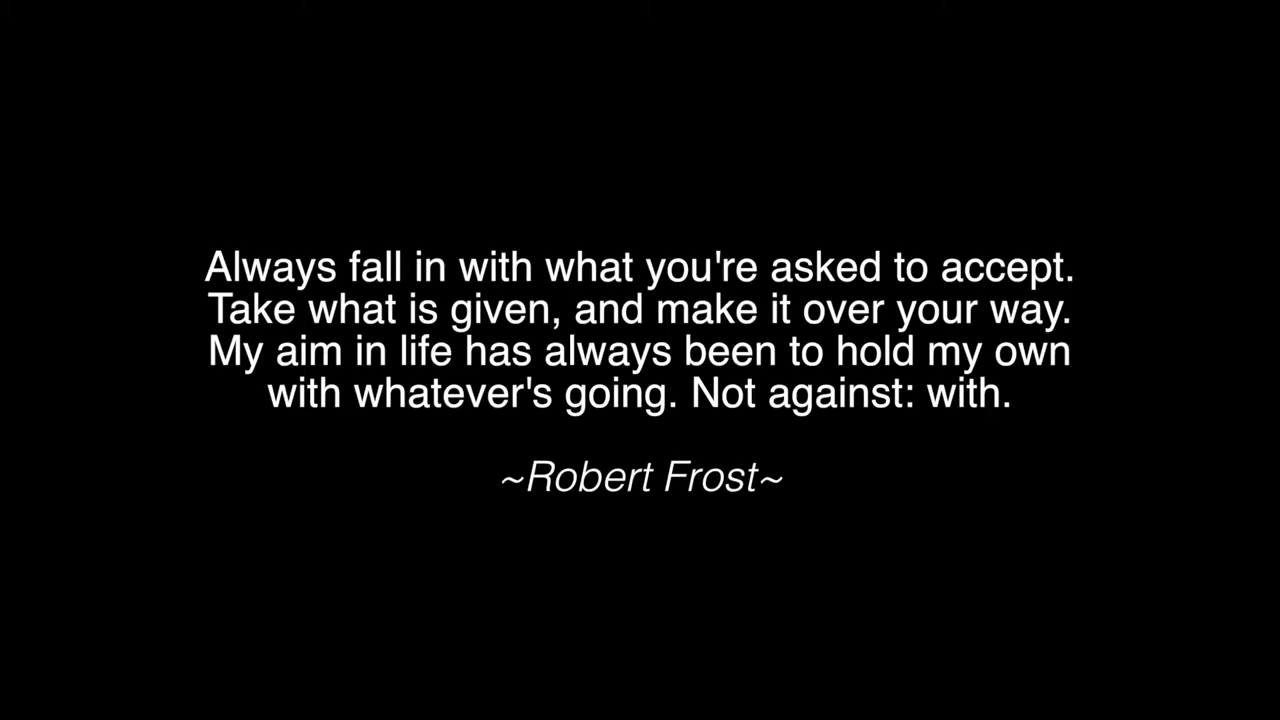 Always fall in with what you're asked to accept.
Take what is given, and make it over your way.
My aim in life has always been to hold my own
with whatever's going. Not against: with.
~Robert Frost~